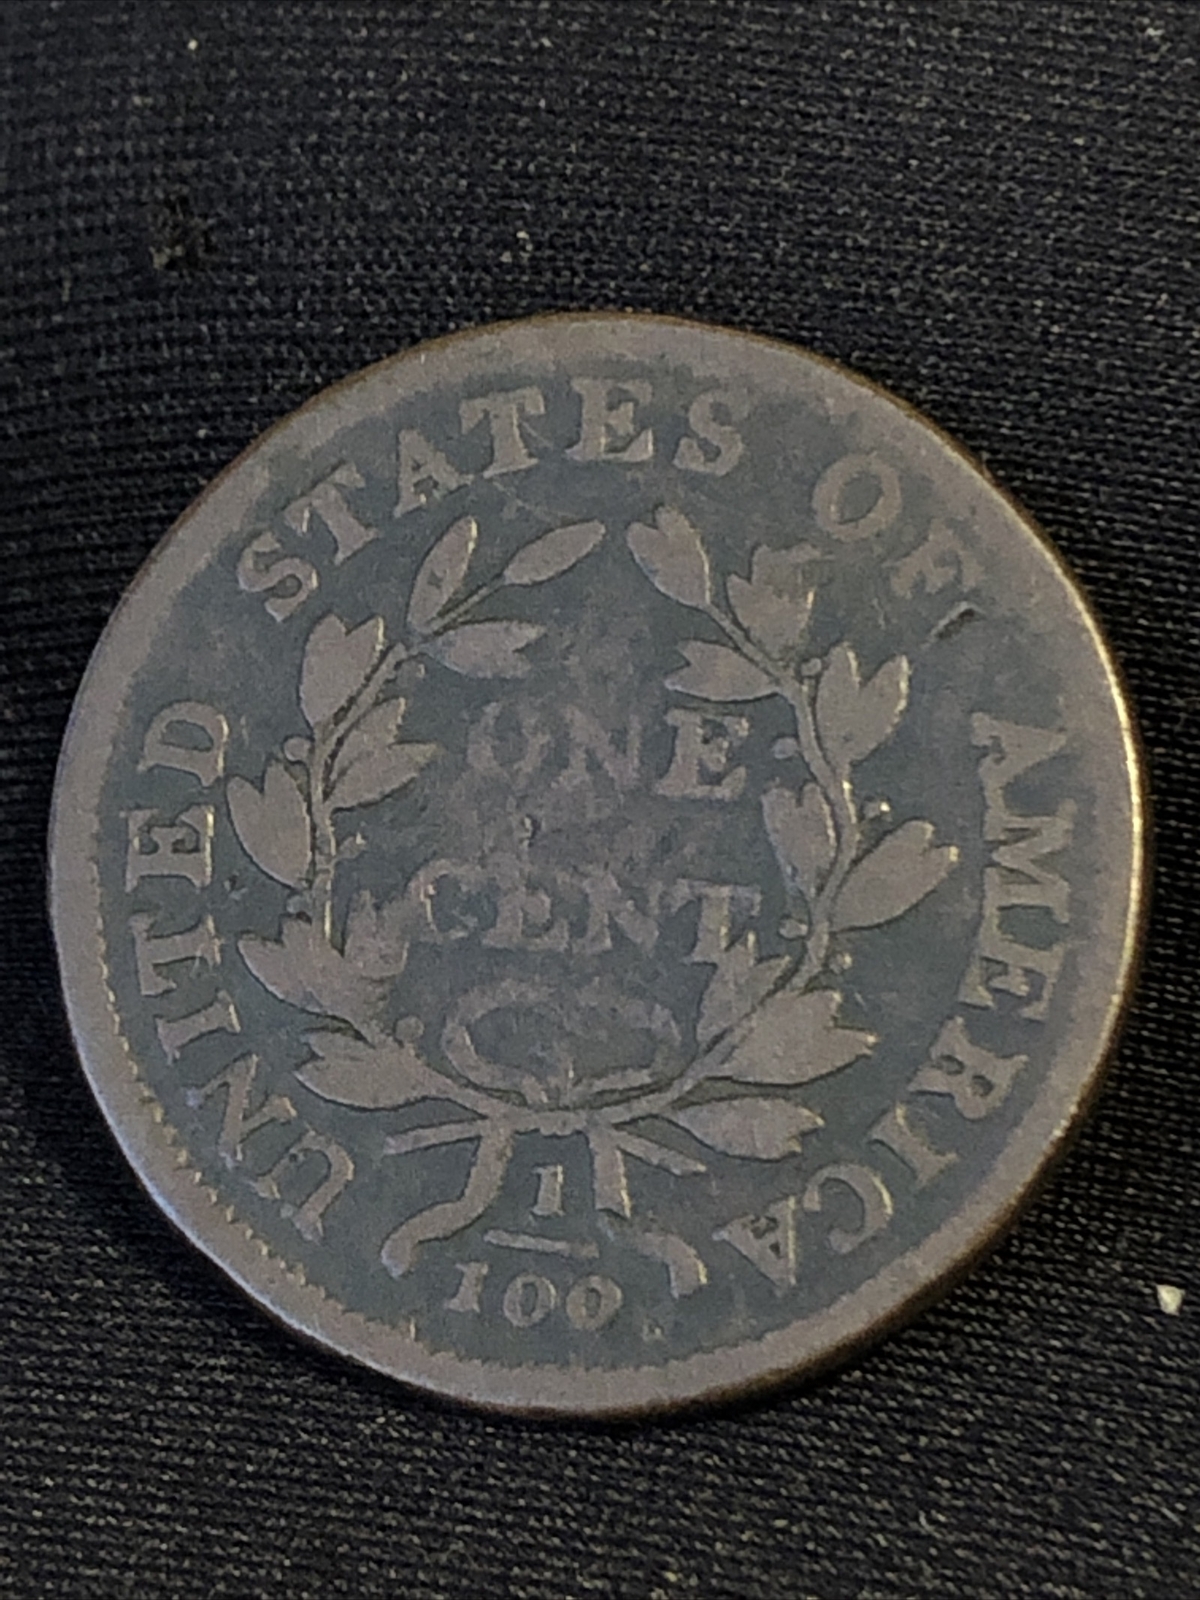 UNITED STATES OF AMERICA
ONE
CENT
1
100